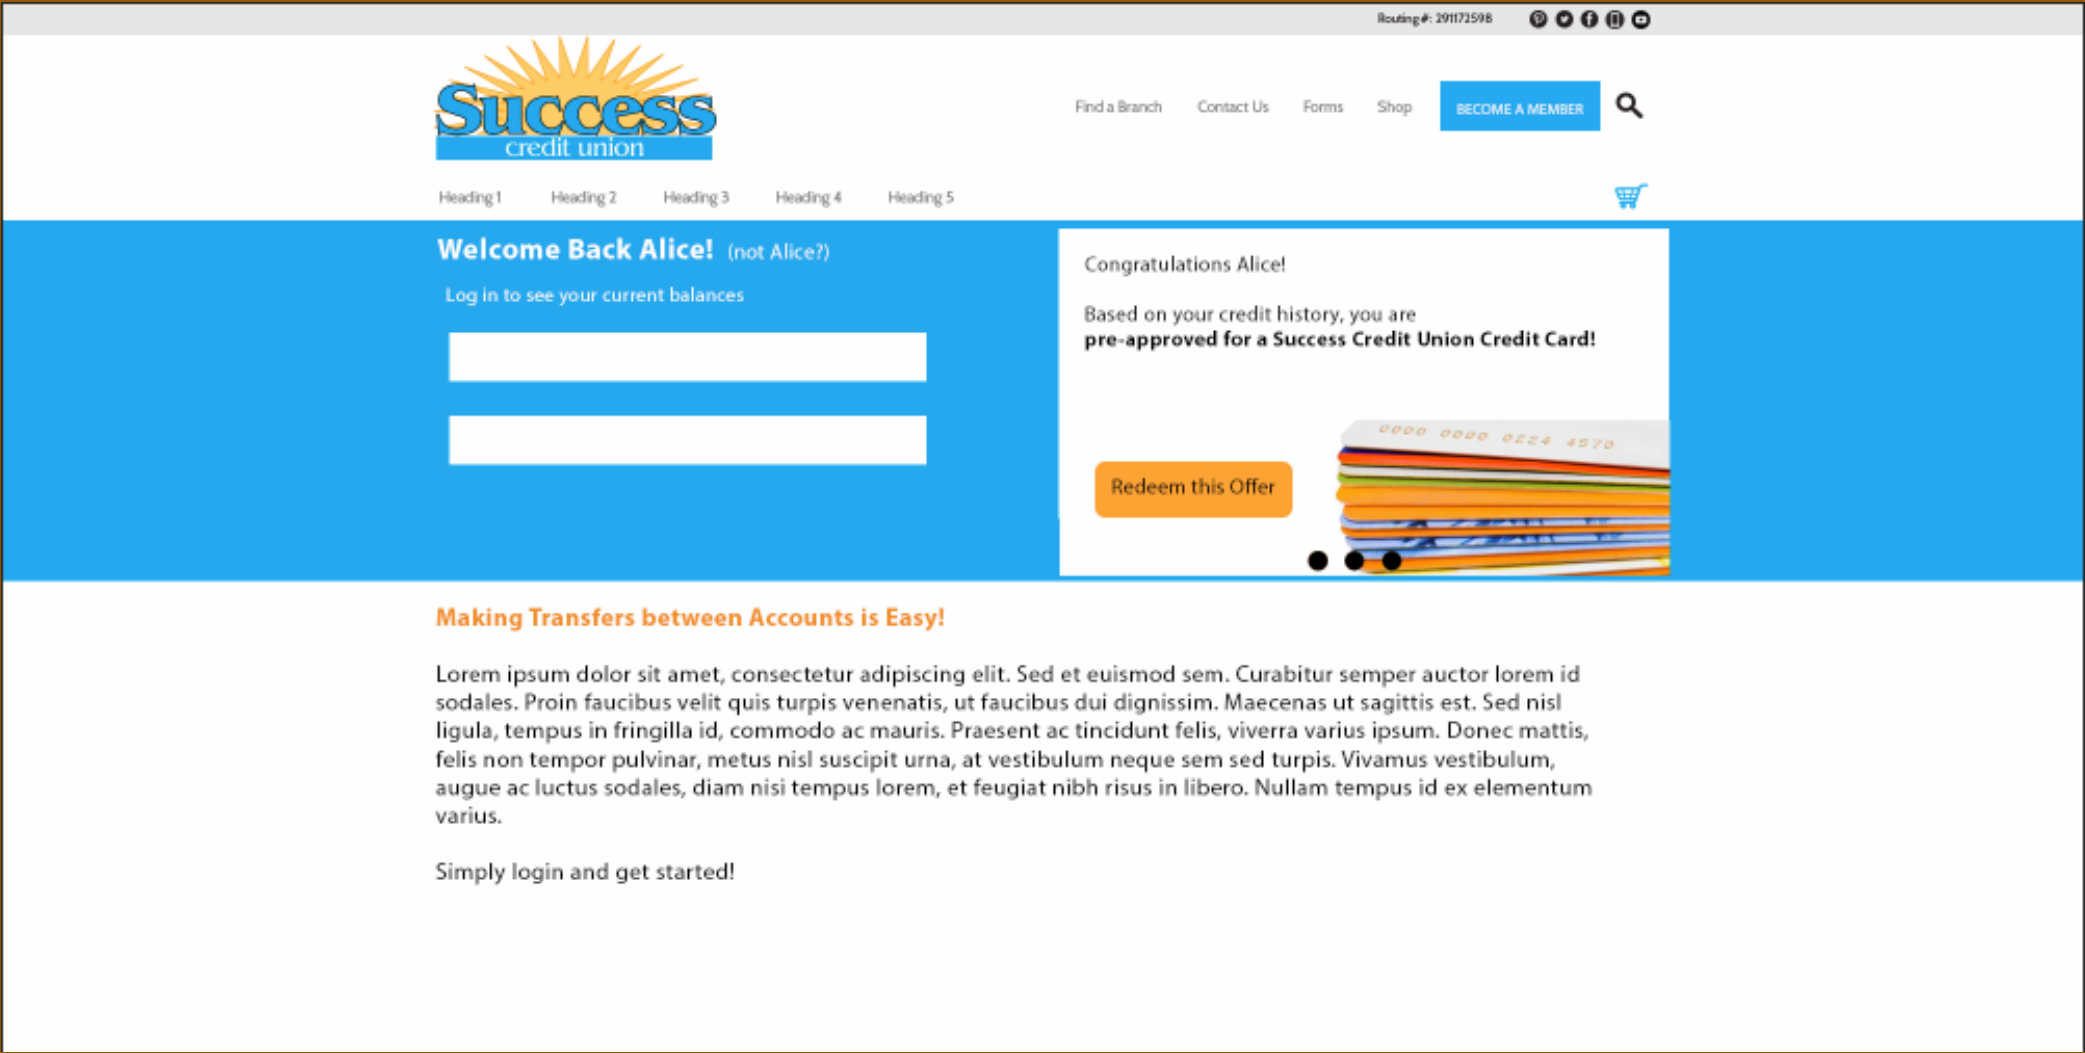 Routing#: 291172598
Success
credit union
Find a Branch
Contact Us
Forms
Shop
BECOME A MEMBER
Heading 1
Heading 2
Heading 3
Heading 4
Heading 5
Welcome Back Alice! (not Alice?)
Log in to see your current balances
Congratulations Alice!
Based on your credit history, you are
pre-approved for a Success Credit Union Credit Card!
0000 0000 0224 4570
Redeem this Offer
Making Transfers between Accounts is Easy!
Lorem ipsum dolor sit amet, consectetur adipiscing elit. Sed et euismod sem. Curabitur semper auctor lorem id
sodales. Proin faucibus velit quis turpis venenatis, ut faucibus dui dignissim. Maecenas ut sagittis est. Sed nisl
ligula, tempus in fringilla id, commodo ac mauris. Praesent ac tincidunt felis, viverra varius ipsum. Donec mattis,
felis non tempor pulvinar, metus nisl suscipit urna, at vestibulum neque sem sed turpis. Vivamus vestibulum,
augue ac luctus sodales, diam nisi tempus lorem, et feugiat nibh risus in libero. Nullam tempus id ex elementum
varius.
Simply login and get started!